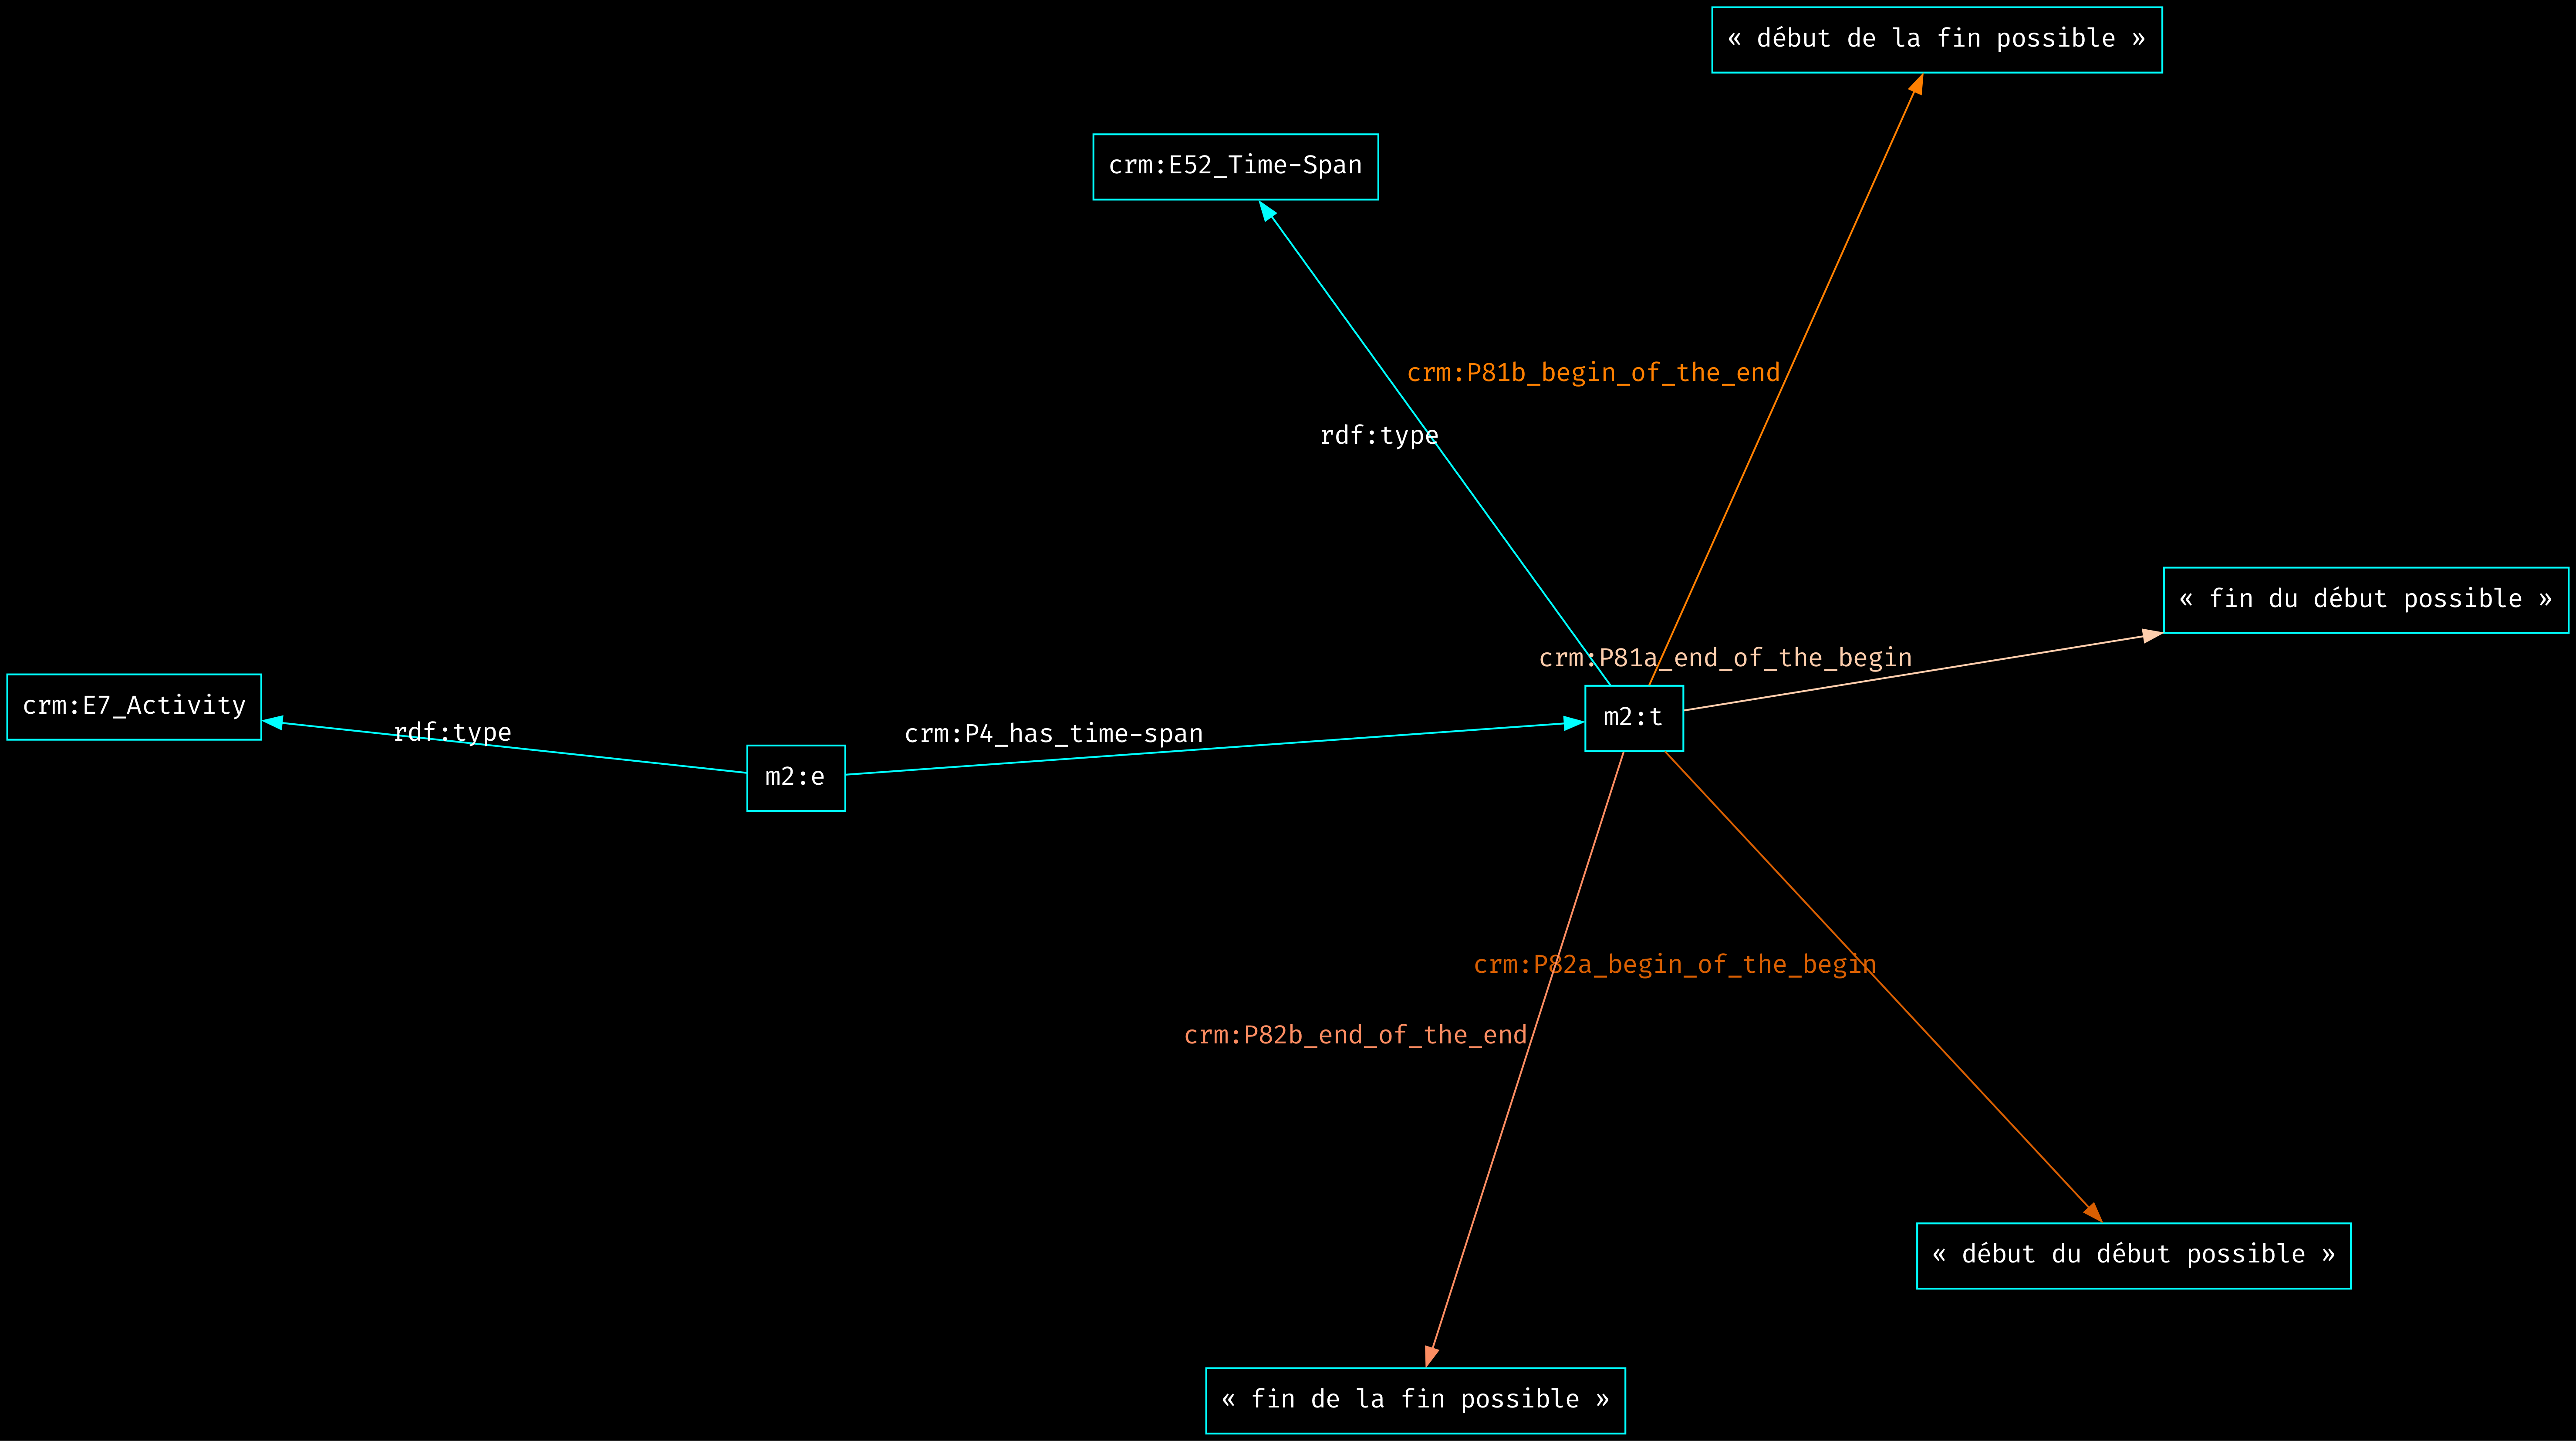 « début de la fin possible »
crm:E52_Time-Span
crm:P81b_begin_of_the_end
rdf:type
« fin du début possible »
crm:P81a_end_of_the_begin
crm:E7_Activity
m2:t
rdf:type
crm:P4_has_time-span
m2:e
crm:P82a_begin_of_the_begin
crm:P82b_end_of_the_end
« début du début possible »
« fin de la fin possible »